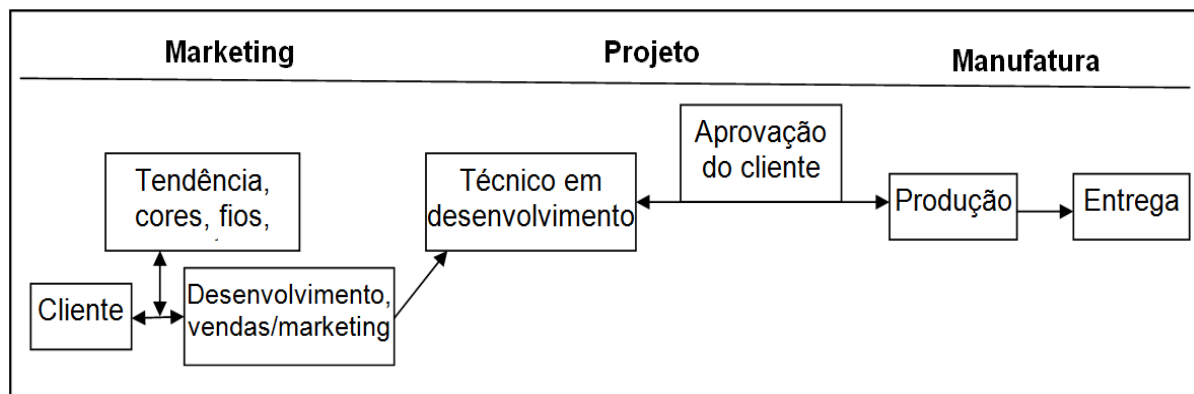 Marketing
Projeto
Manufatura
Aprovação
do cliente
Tendência,
cores, fios,
Técnico em
desenvolvimento
Produção
Entrega
Cliente
Desenvolvimento,
vendas/marketing